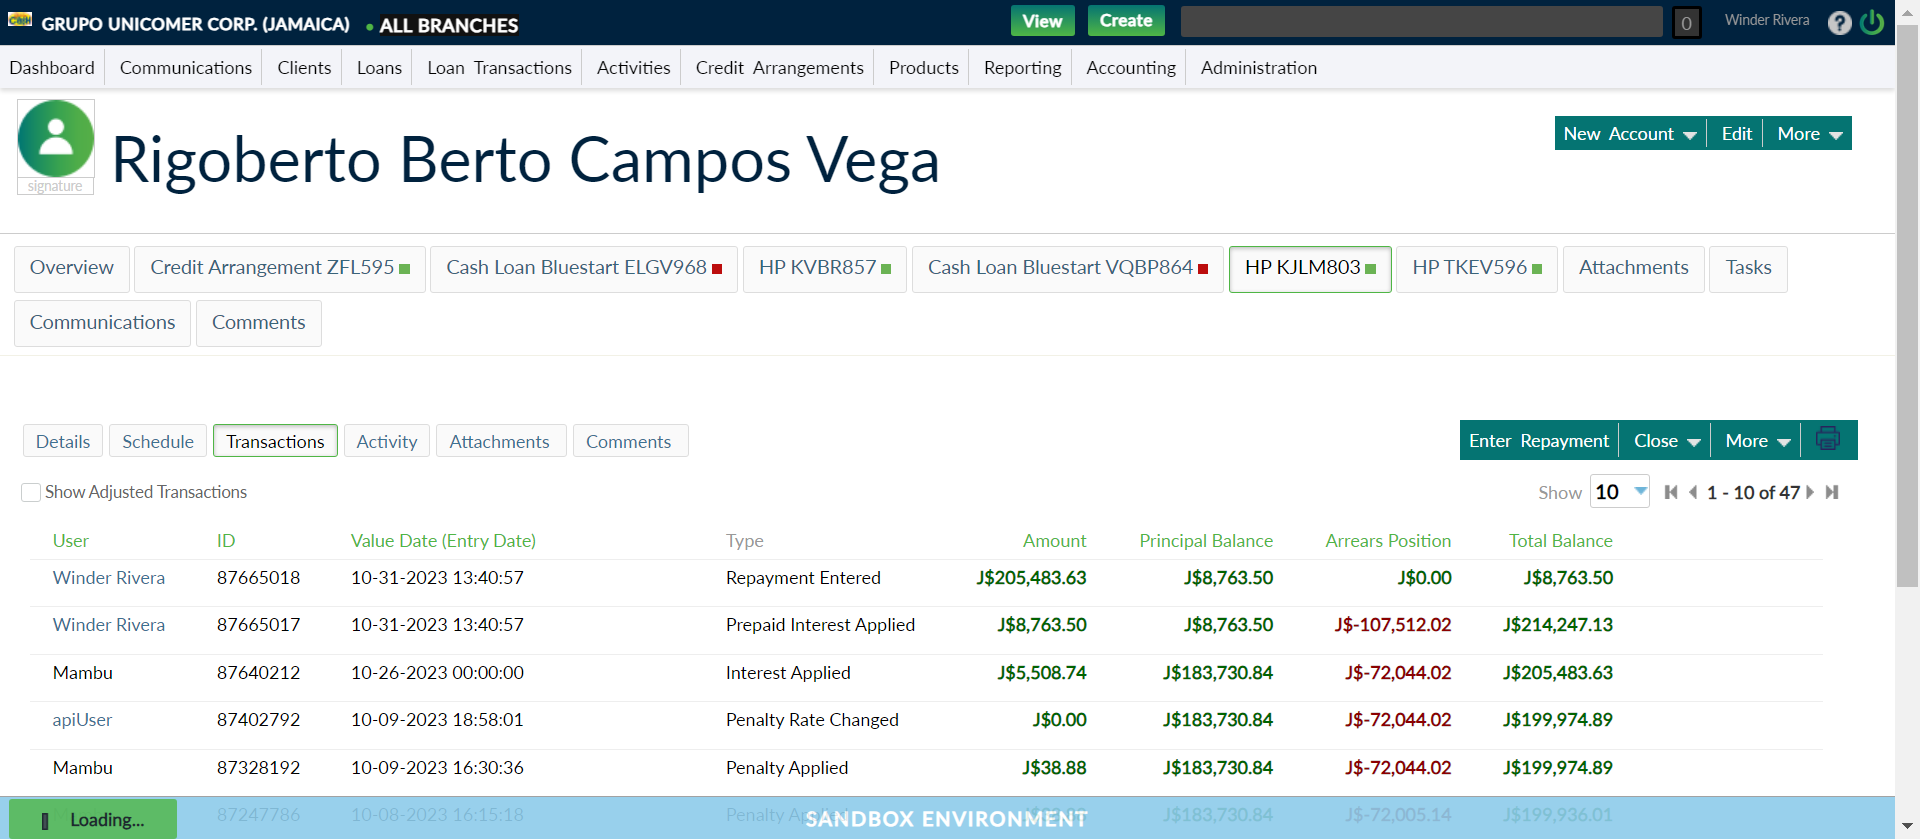 Cash GRUPO UNICOMER CORP. (JAMAICA) ALL BRANCHES View Create 0 Winder Rivera ?
Dashboard Communications Clients Loans Loan Transactions Activities Credit Arrangements Products Reporting Accounting Administration
signature
Rigoberto Berto Campos Vega
New Account Edit More
Overview Credit Arrangement ZFL595 Cash Loan Bluestart ELGV968 HP KVBR857 Cash Loan Bluestart VQBP864 HP KJLM803 HP TKEV596 Attachments Tasks
Communications Comments
Details Schedule Transactions Activity Attachments Comments Enter Repayment Close More
Show Adjusted Transactions Show 10 1 - 10 of 47
User ID Value Date (Entry Date) Type Amount Principal Balance Arrears Position Total Balance
Winder Rivera 87665018 10-31-2023 13:40:57 Repayment Entered J$205,483.63 J$8,763.50 J$0.00 J$8,763.50
Winder Rivera 87665017 10-31-2023 13:40:57 Prepaid Interest Applied J$8,763.50 J$8,763.50 J$-107,512.02 J$214,247.13
Mambu 87640212 10-26-2023 00:00:00 Interest Applied J$5,508.74 J$183,730.84 J$-72,044.02 J$205,483.63
apiUser 87402792 10-09-2023 18:58:01 Penalty Rate Changed J$0.00 J$183,730.84 J$-72,044.02 J$199,974.89
Mambu 87328192 10-09-2023 16:30:36 Penalty Applied J$38.88 J$183,730.84 J$-72,044.02 J$199,974.89
87247786 10-08-2023 16:15:18 Penalty J$183,730.84 J$-72,005.14 J$199,936.01
Loading... SANDBOX ENVIRONMENT